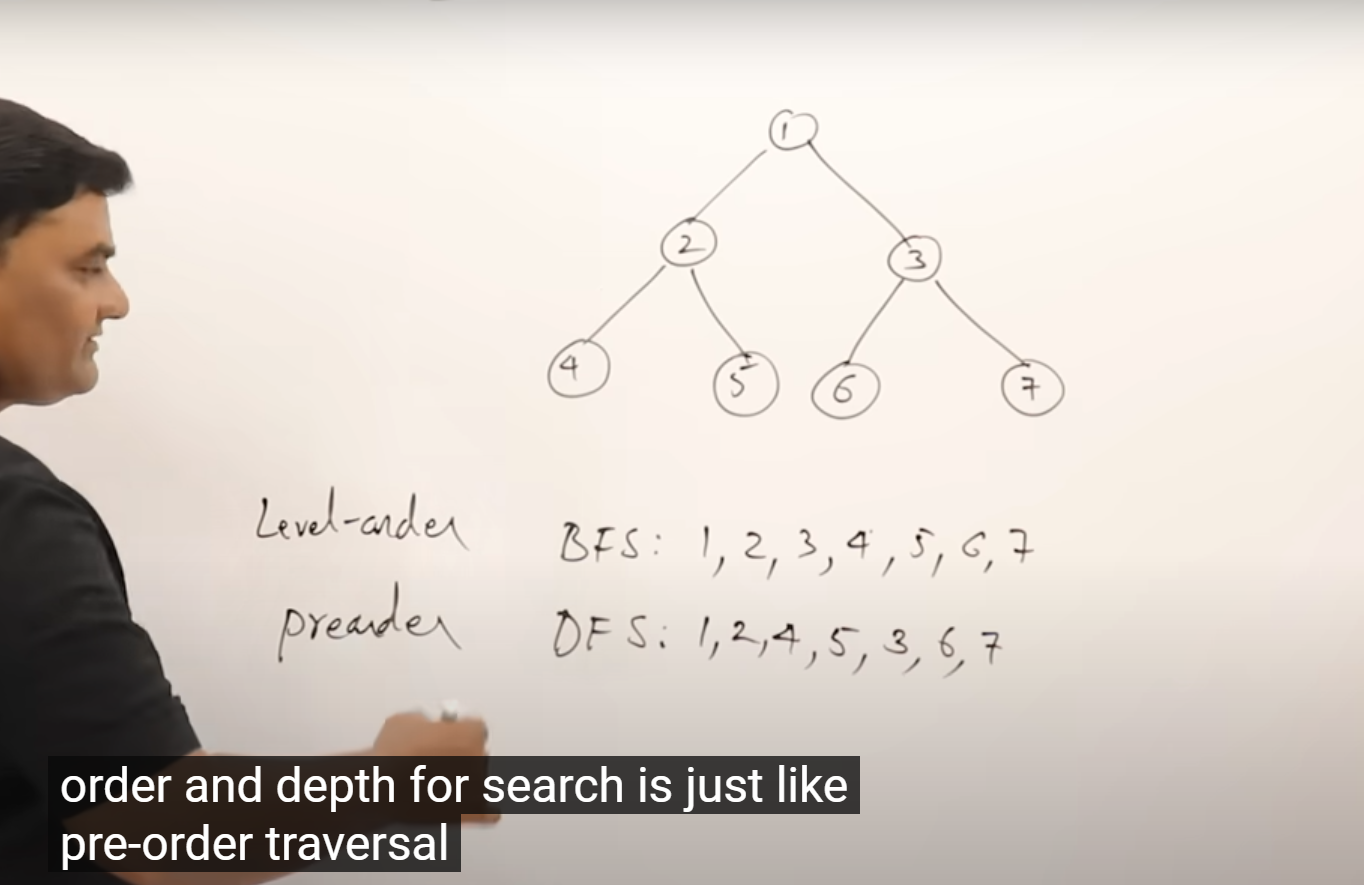 1
2
3
4
5
6
7
Level-order BFS: 1, 2, 3, 4, 5, 6, 7
preorder DFS: 1, 2, 4, 5, 3, 6, 7
order and depth for search is just like
pre-order traversal